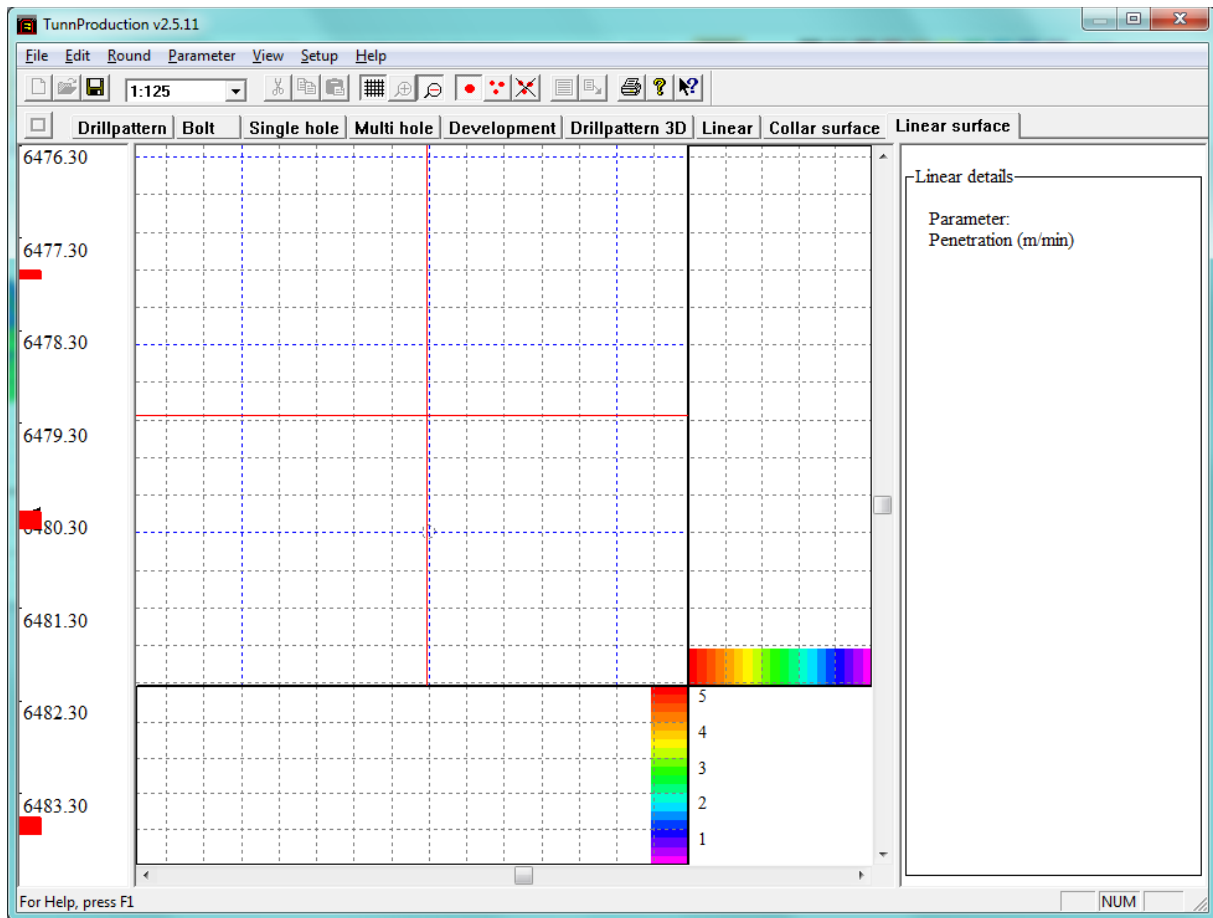 TunnProduction v2.5.11
File Edit Round Parameter View Setup Help
1:125
Drillpattern Bolt Single hole Multi hole Development Drillpattern 3D Linear Collar surface Linear surface
6476.30
6477.30
6478.30
6479.30
6480.30
6481.30
6482.30
6483.30
5
4
3
2
1
Linear details
Parameter:
Penetration (m/min)
For Help, press F1
NUM